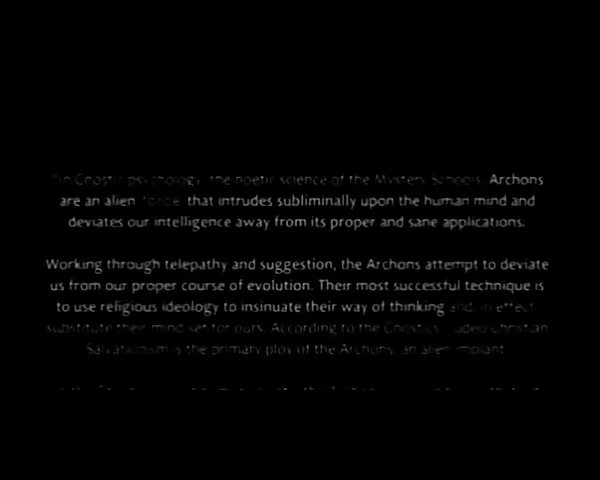 "In Gnostic psychology, the noetic science of the Mystery Schools, Archons
are an alien force that intrudes subliminally upon the human mind and
deviates our intelligence away from its proper and sane applications.
Working through telepathy and suggestion, the Archons attempt to deviate
us from our proper course of evolution. Their most successful technique is
to use religious ideology to insinuate their way of thinking and, in effect,
substitute their mind-set for ours. According to the Gnostics, Judeo-Christian
Salvationism is the primary ploy of the Archons, an alien implant.